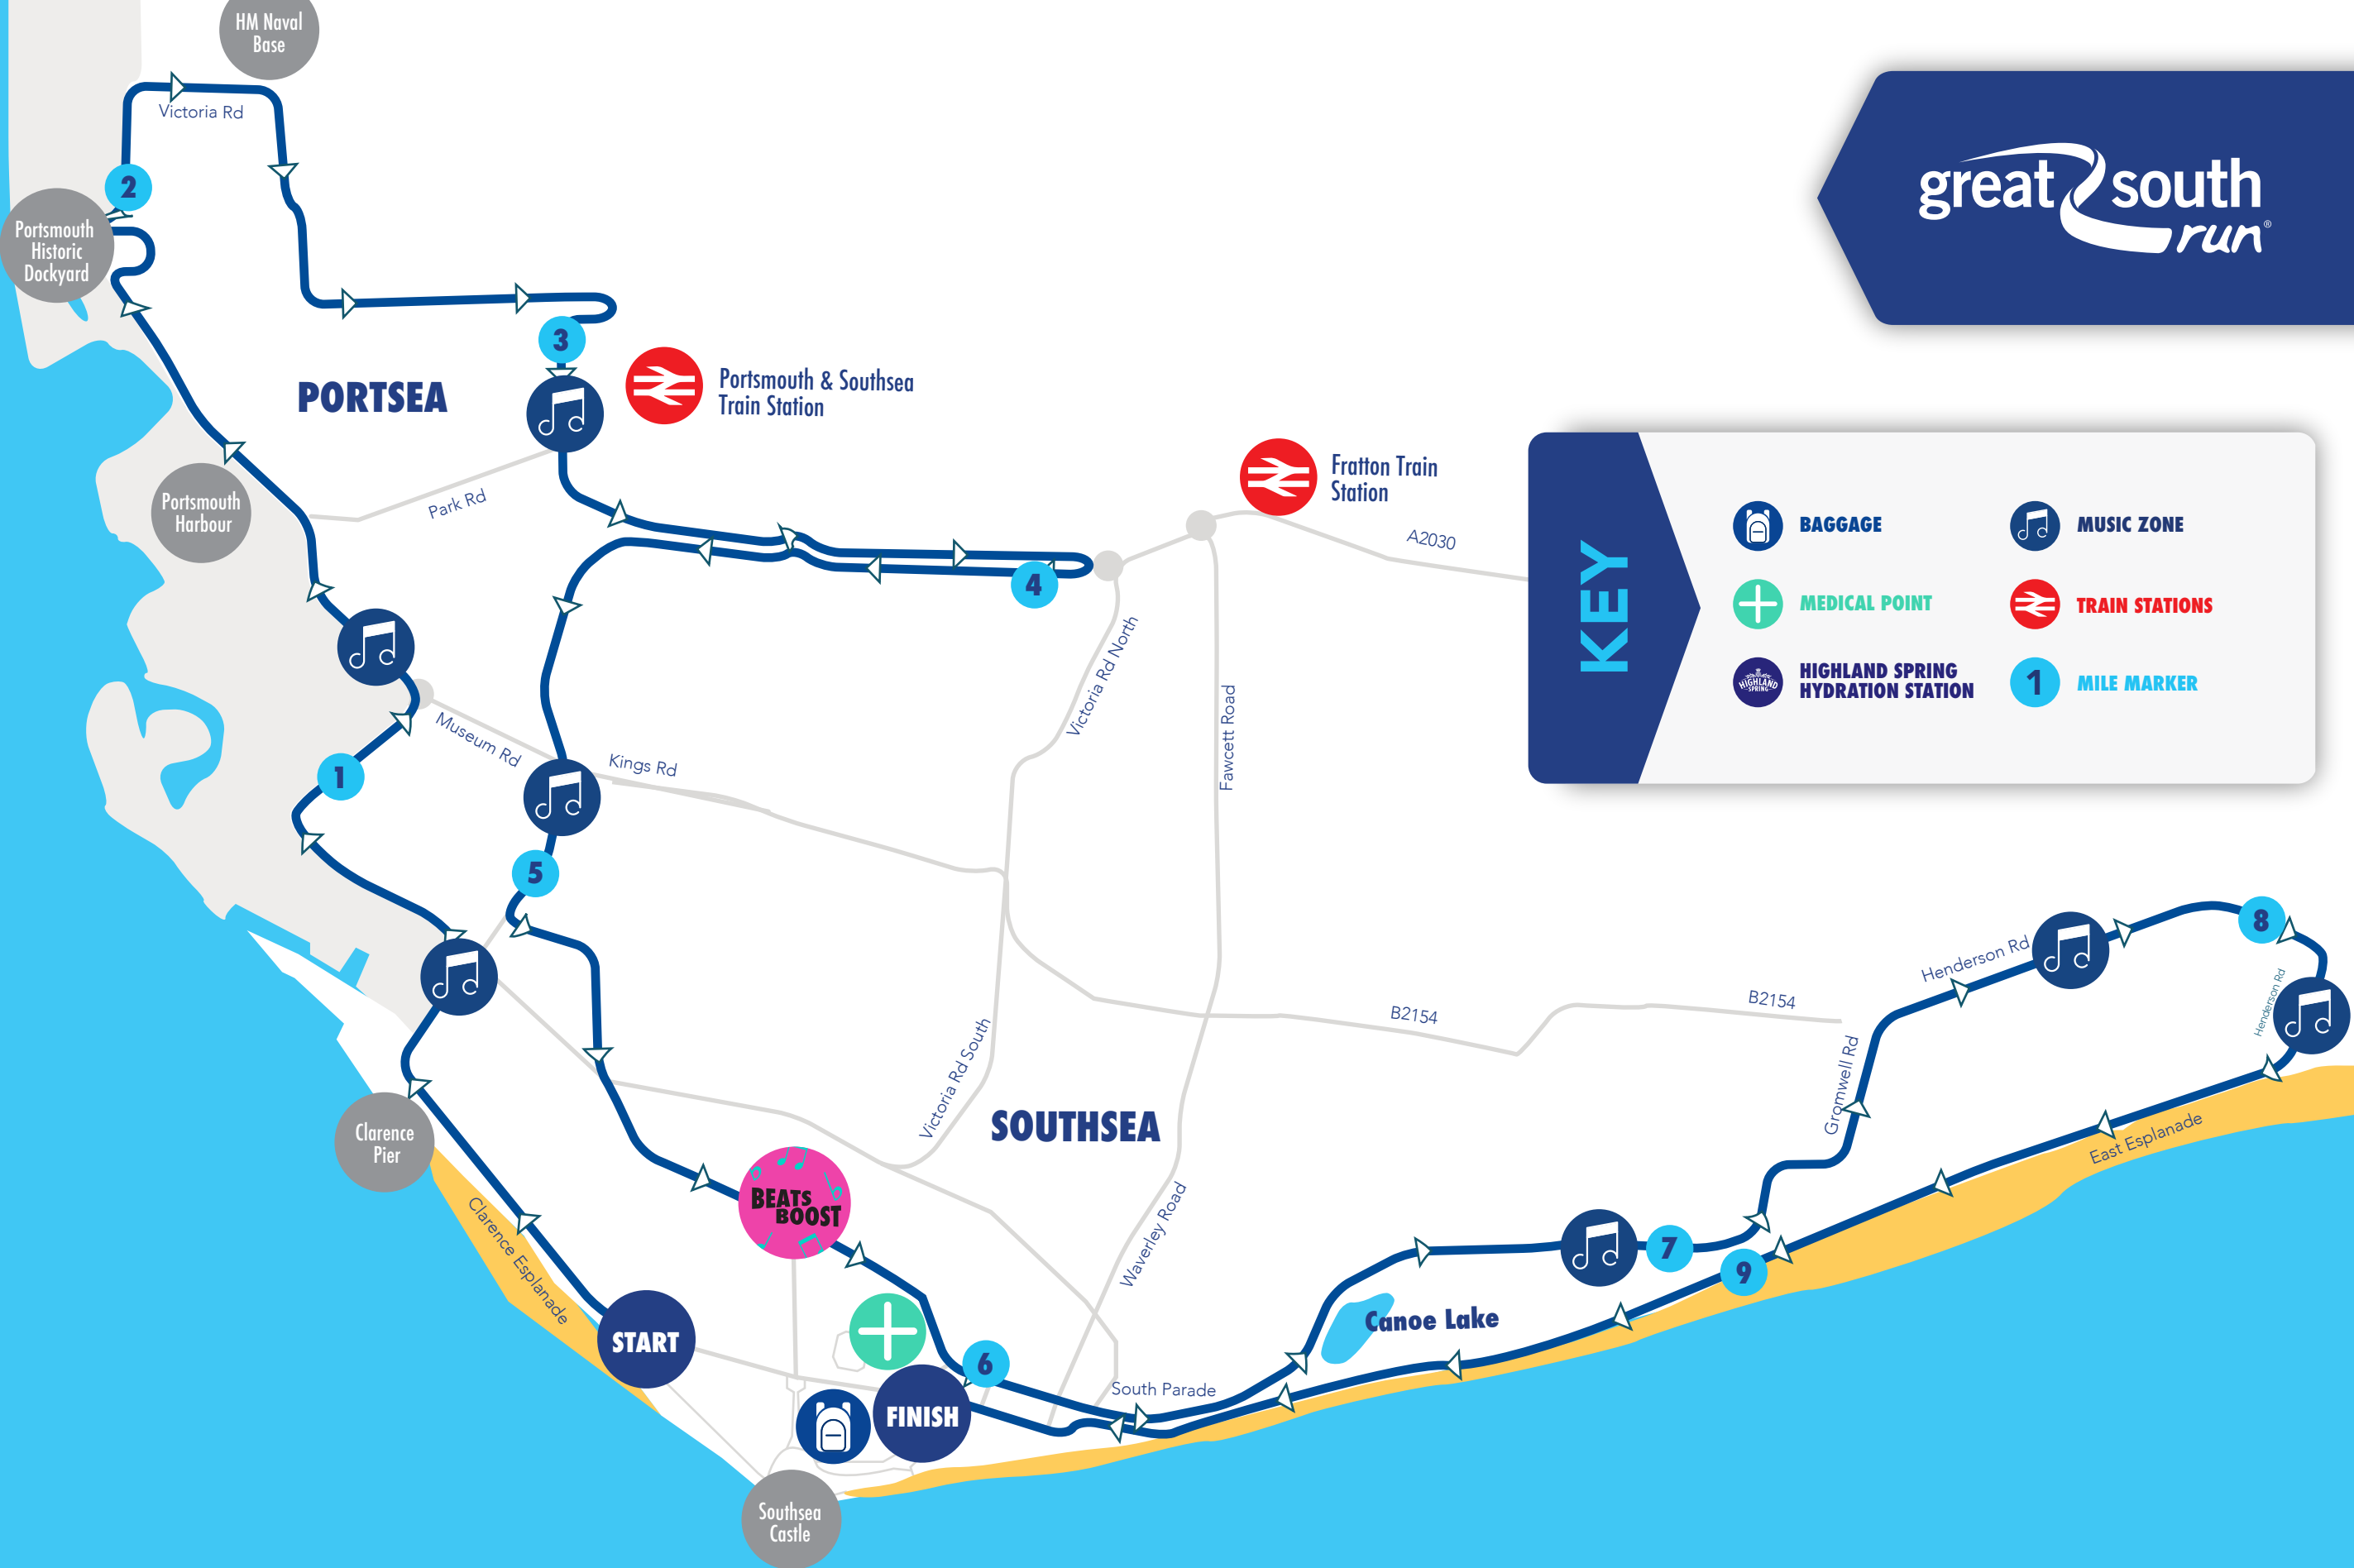 HM Naval
Base
Victoria Rd
2
Portsmouth
Historic
Dockyard
great south
run®
3
PORTSEA
Portsmouth & Southsea
Train Station
Fratton Train
Station
A2030
Park Rd
Portsmouth
Harbour
4
KEY
BAGGAGE
MUSIC ZONE
MEDICAL POINT
TRAIN STATIONS
HIGHLAND
SPRING
HIGHLAND SPRING
HYDRATION STATION
1
MILE MARKER
Victoria Rd North
Fawcett Road
Museum Rd
Kings Rd
1
5
8
Henderson Rd
Henderson Rd
B2154
B2154
Gromwell Rd
Victoria Rd South
SOUTHSEA
Clarence
Pier
East Esplanade
BEATS
BOOST
Waverley Road
Clarence Esplanade
7
9
START
Canoe Lake
6
South Parade
FINISH
Southsea
Castle